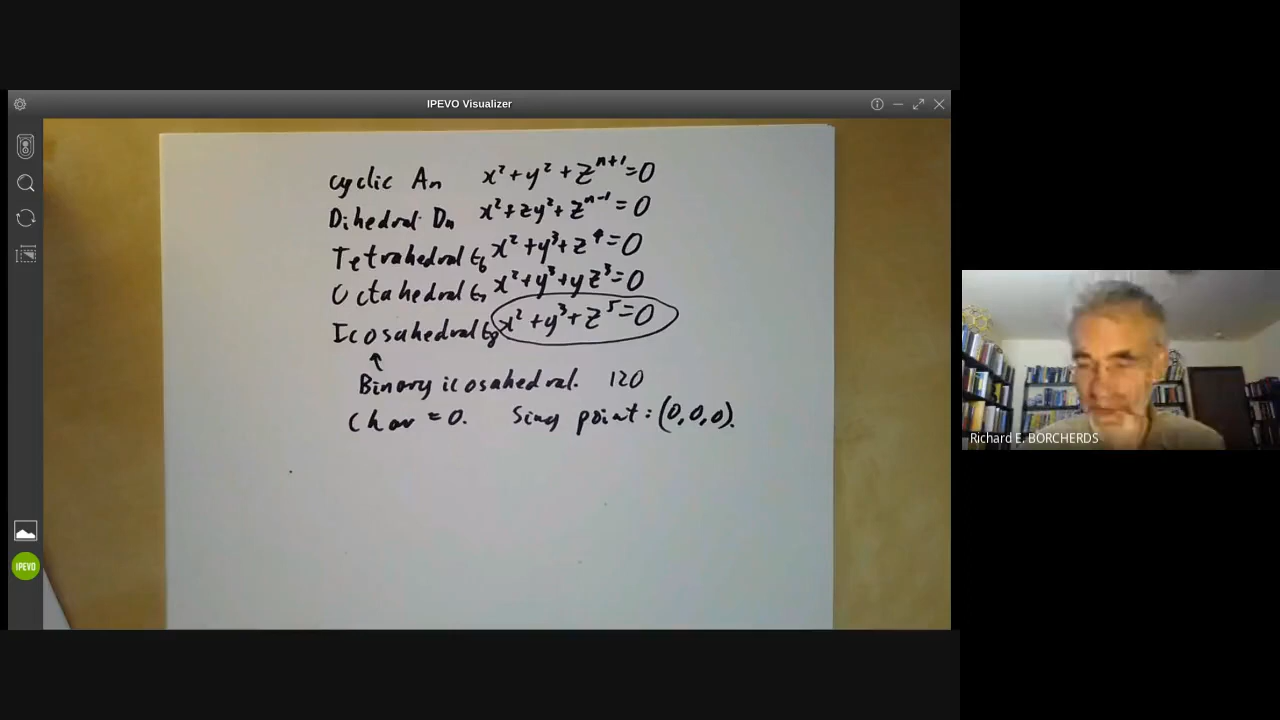 IPEVO Visualizer
cyclic An x²+y²+z^{n+1}=0
Dihedral Dn x²+zy²+z^{n-1}=0
Tetrahedral E₆ x²+y³+z⁴=0
Octahedral E₇ x²+y³+yz³=0
Icosahedral E₈ x²+y³+z⁵=0
↑
Binary icosahedral. 120
Char = 0. Sing point: (0,0,0).
IPEVO
Richard E. BORCHERDS